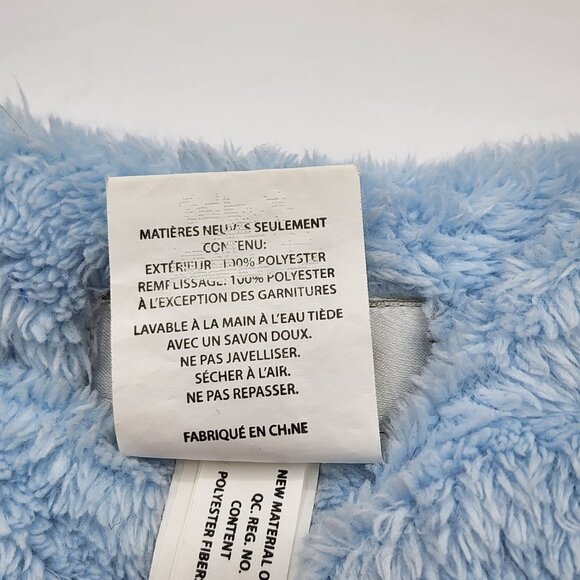 MATIÈRES NEUVES SEULEMENT
CONTENU:
EXTÉRIEUR: 100% POLYESTER
REMPLISSAGE: 100% POLYESTER
À L'EXCEPTION DES GARNITURES
LAVABLE À LA MAIN À L'EAU TIÈDE
AVEC UN SAVON DOUX.
NE PAS JAVELLISER.
SÉCHER À L'AIR.
NE PAS REPASSER.
FABRIQUÉ EN CHINE
NEW MATERIAL O
QC. REG. NO.
CONTENT
POLYESTER FIBER